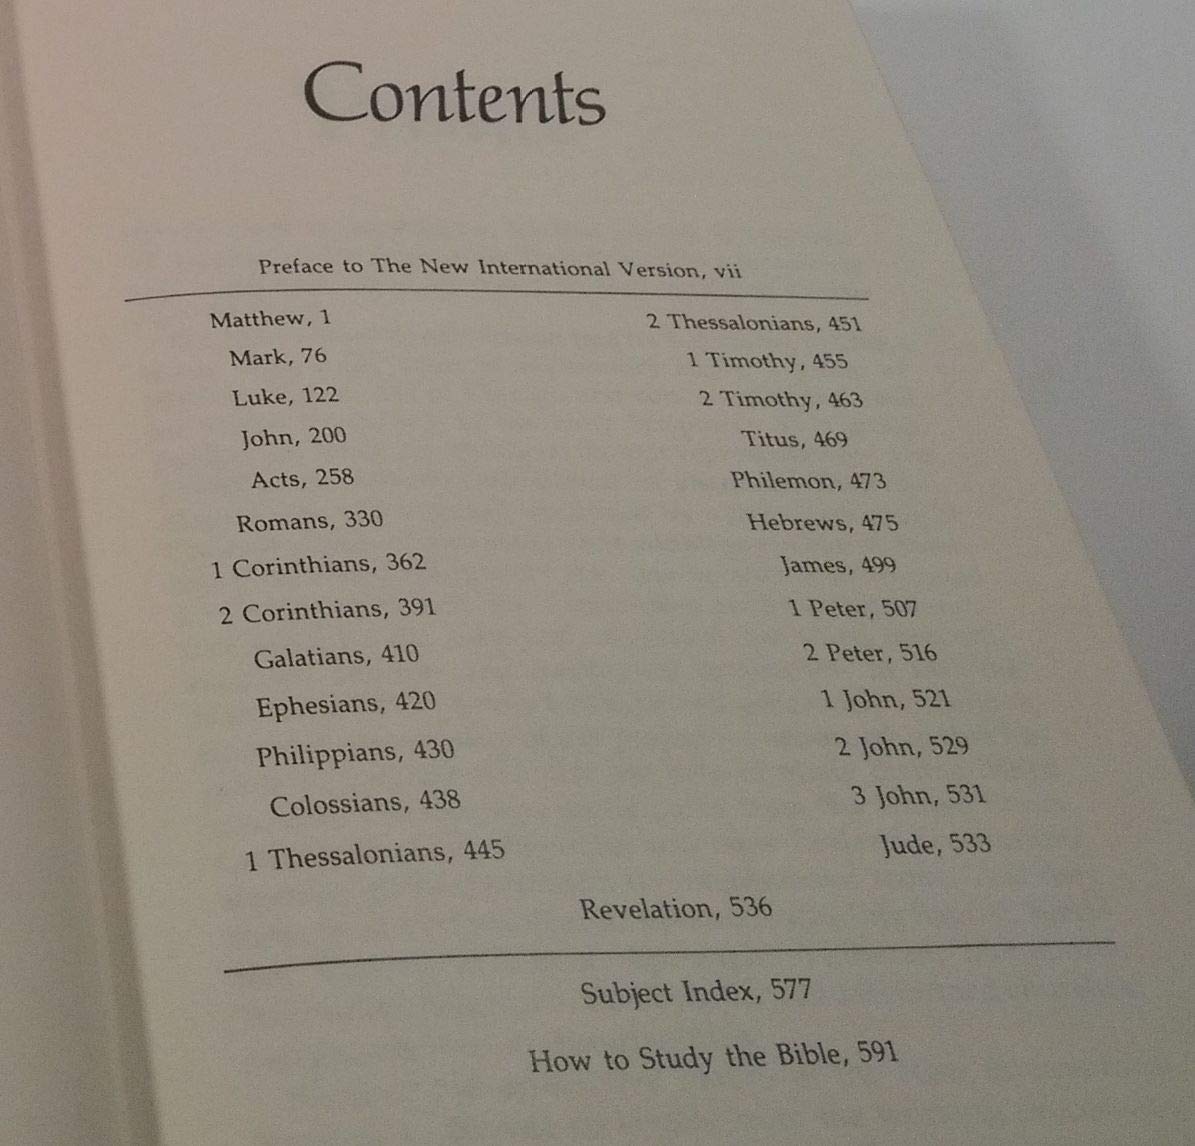 Contents
Preface to The New International Version, vii
Matthew, 1
Mark, 76
Luke, 122
John, 200
Acts, 258
Romans, 330
1 Corinthians, 362
2 Corinthians, 391
Galatians, 410
Ephesians, 420
Philippians, 430
Colossians, 438
1 Thessalonians, 445
2 Thessalonians, 451
1 Timothy, 455
2 Timothy, 463
Titus, 469
Philemon, 473
Hebrews, 475
James, 499
1 Peter, 507
2 Peter, 516
1 John, 521
2 John, 529
3 John, 531
Jude, 533
Revelation, 536
Subject Index, 577
How to Study the Bible, 591